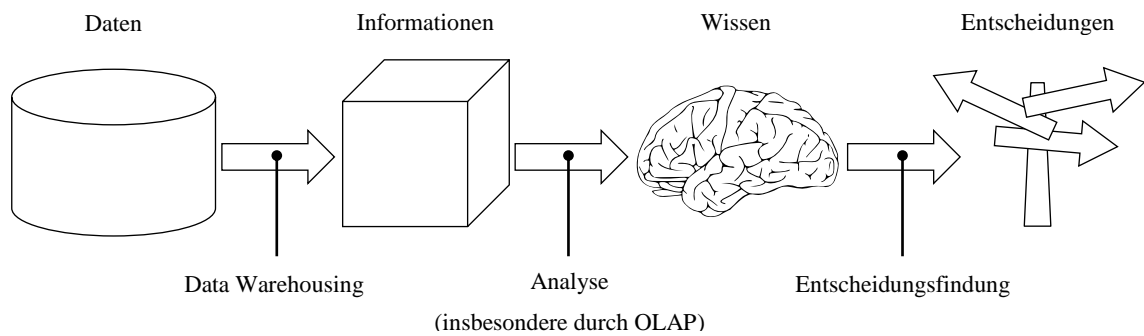 Daten
Informationen
Wissen
Entscheidungen
Data Warehousing
Analyse
Entscheidungsfindung
(insbesondere durch OLAP)